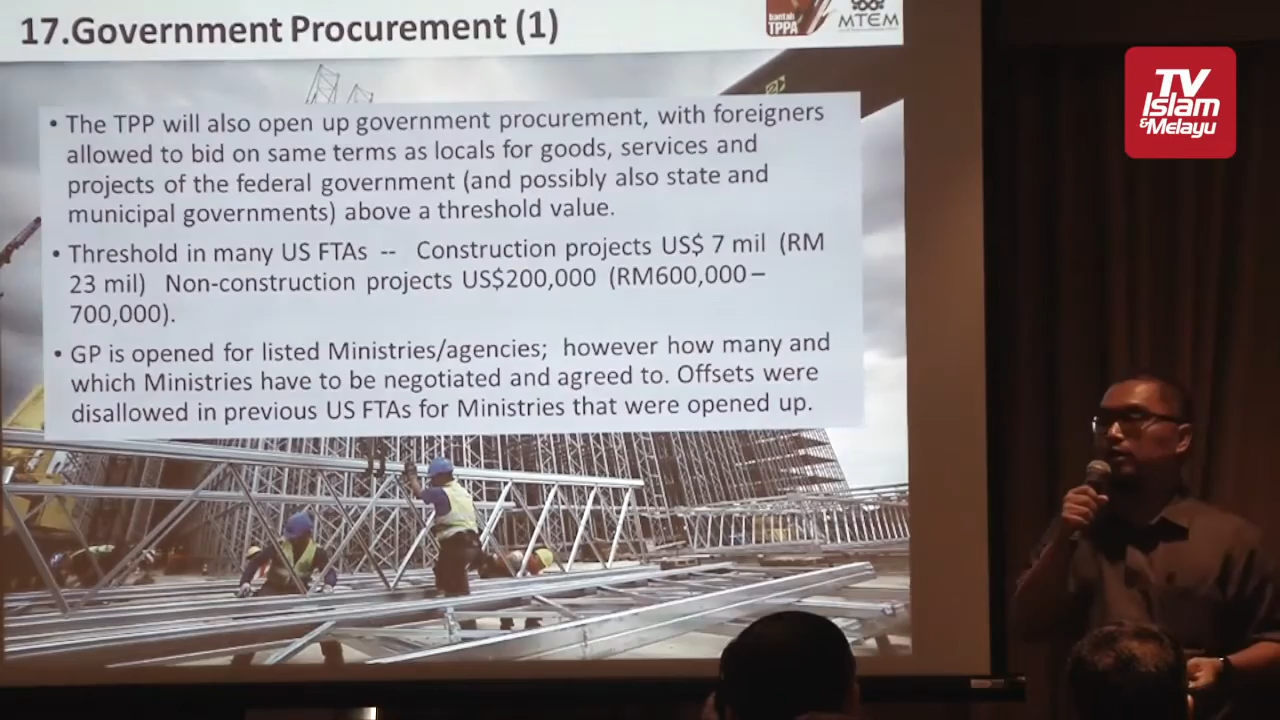 17.Government Procurement (1)
bantah
TPPA
MTEM
TV
Islam
&Melayu
• The TPP will also open up government procurement, with foreigners
allowed to bid on same terms as locals for goods, services and
projects of the federal government (and possibly also state and
municipal governments) above a threshold value.
• Threshold in many US FTAs -- Construction projects US$ 7 mil (RM
23 mil) Non-construction projects US$200,000 (RM600,000 –
700,000).
• GP is opened for listed Ministries/agencies; however how many and
which Ministries have to be negotiated and agreed to. Offsets were
disallowed in previous US FTAs for Ministries that were opened up.